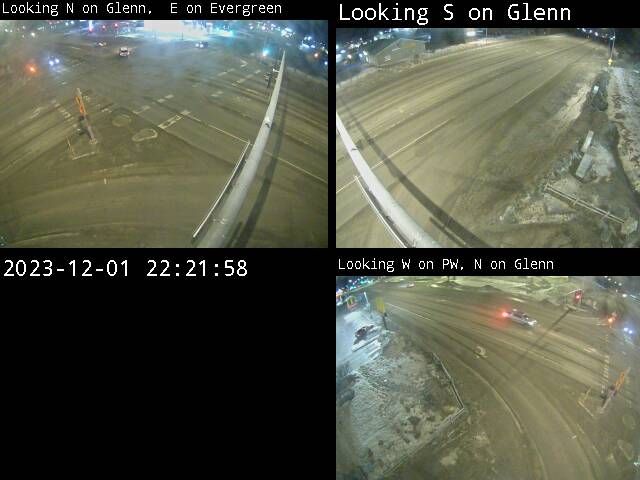 Looking N on Glenn,  E on Evergreen
Looking S on Glenn
2023-12-01 22:21:58
Looking W on PW, N on Glenn